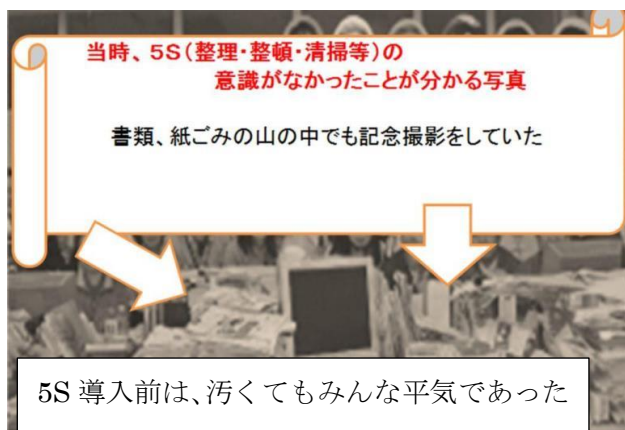 当時、5S(整理・整頓・清掃等)の
意識がなかったことが分かる写真
書類、紙ごみの山の中でも記念撮影をしていた
5S 導入前は、汚くてもみんな平気であった